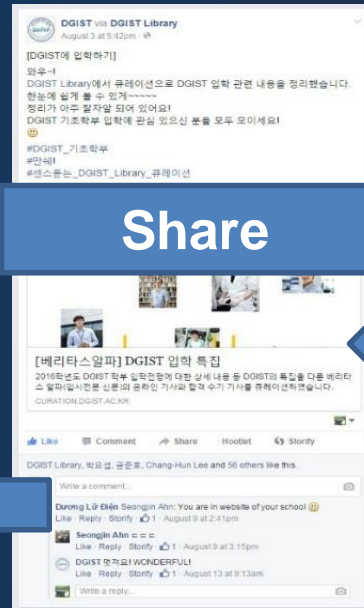 DGIST via DGIST Library
August 3 at 5:42pm ·
[DGIST에 입학하기]
와우~!
DGIST Library에서 큐레이션으로 DGIST 입학 관련 내용을 정리했습니다.
한눈에 쉽게 볼 수 있게~~~~~
정리가 아주 잘자알 되어 있어요!
DGIST 기초학부 입학에 관심 있으신 분들 모두 모이세요!
#DGIST_기초학부
#만쉐!
#센스돋는_DGIST_Library_큐레이션
Share
[베리타스알파] DGIST 입학 특집
2016학년도 DGIST 학부 입학전형에 대한 상세 내용 등 DGIST의 특집을 다룬 베리타
스 알파(입시전문 신문)의 온라인 기사와 합격 수기 기사를 큐레이션하였습니다.
CURATION.DGIST.AC.KR
Like Comment Share · Hootlet Storify
DGIST Library, 박요셉, 공준호, Chang-Hun Lee and 56 others like this.
Write a comment...
Dương Lữ Điện Seongjin Ahn: You are in website of your school
Like · Reply · Storify · 1 · August 9 at 2:41pm
Seongjin Ahn ㄷㄷㄷ
Like · Reply · Storify · 1 · August 9 at 3:15pm
DGIST 멋져요! WONDERFUL!
Like · Reply · Storify · 1 · August 13 at 9:13am
Write a reply...